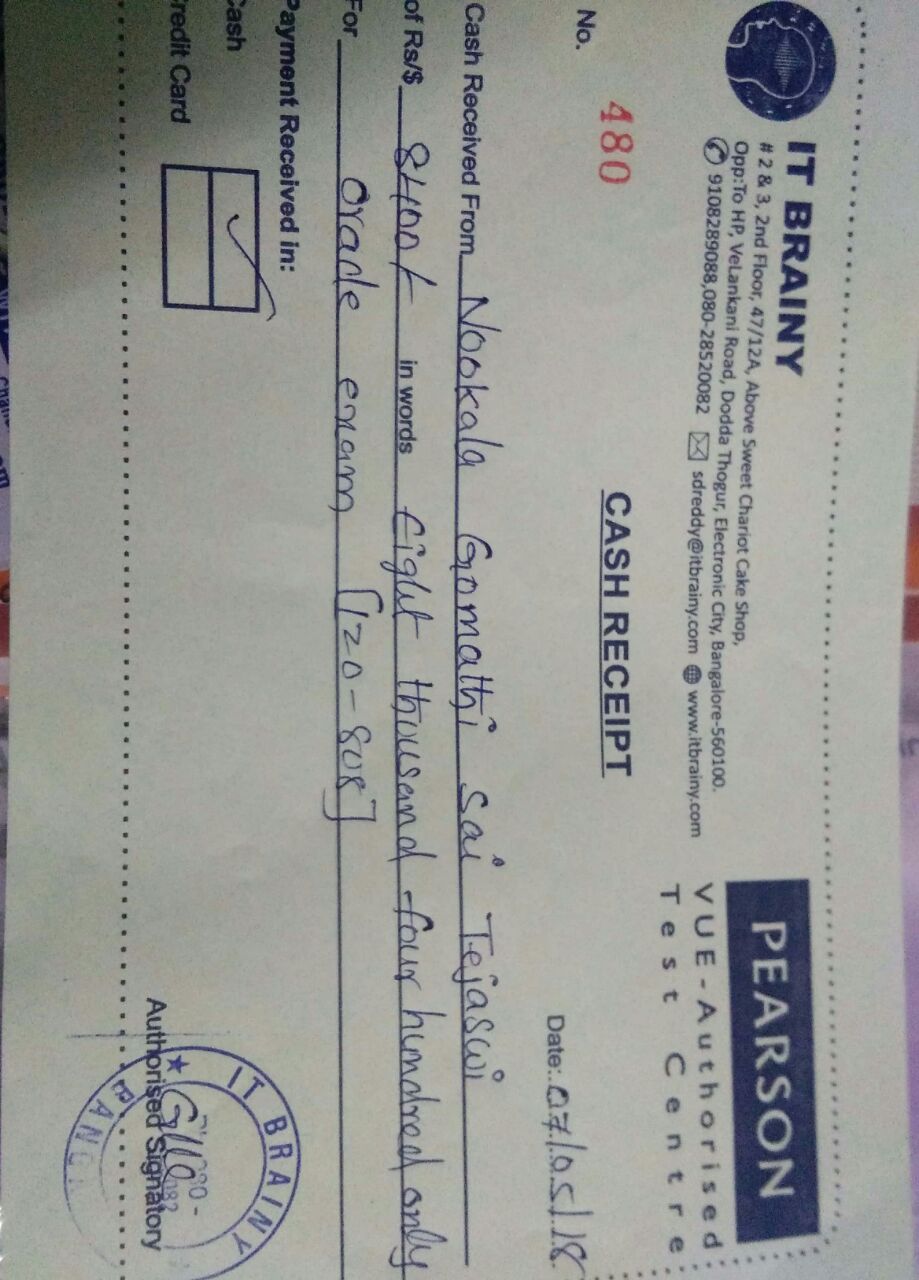 IT BRAINY
# 2 & 3, 2nd Floor, 47/12A, Above Sweet Chariot Cake Shop,
Opp:To HP, VeLankani Road, Dodda Thogur, Electronic City, Bangalore-560100.
9108289088,080-28520082 sdreddy@itbrainy.com www.itbrainy.com
PEARSON
VUE-Authorised
Test Centre
CASH RECEIPT
No. 480
Date: 07/05/18
Cash Received From Nookala Gomathi Sai Tejaswi
of Rs/$ 8400/- in words Eight thousand four hundred only
For Oracle exam [1z0-808]
Payment Received in:
Cash
Credit Card
IT BRAINY
Authorised Signatory